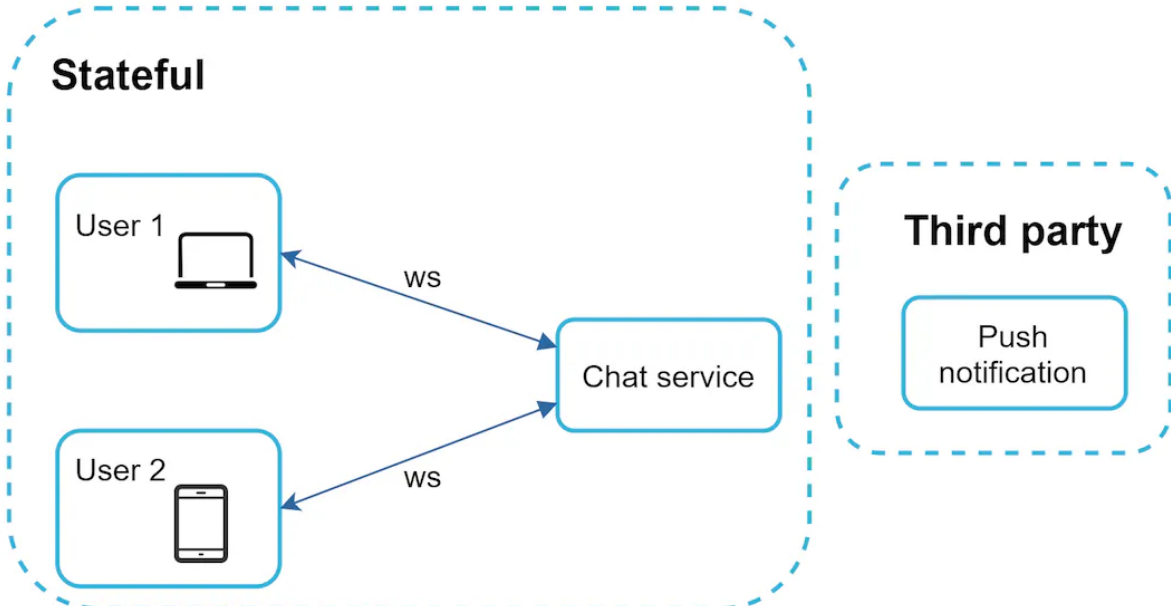 Stateful
User 1
ws
Chat service
User 2
ws
Third party
Push
notification